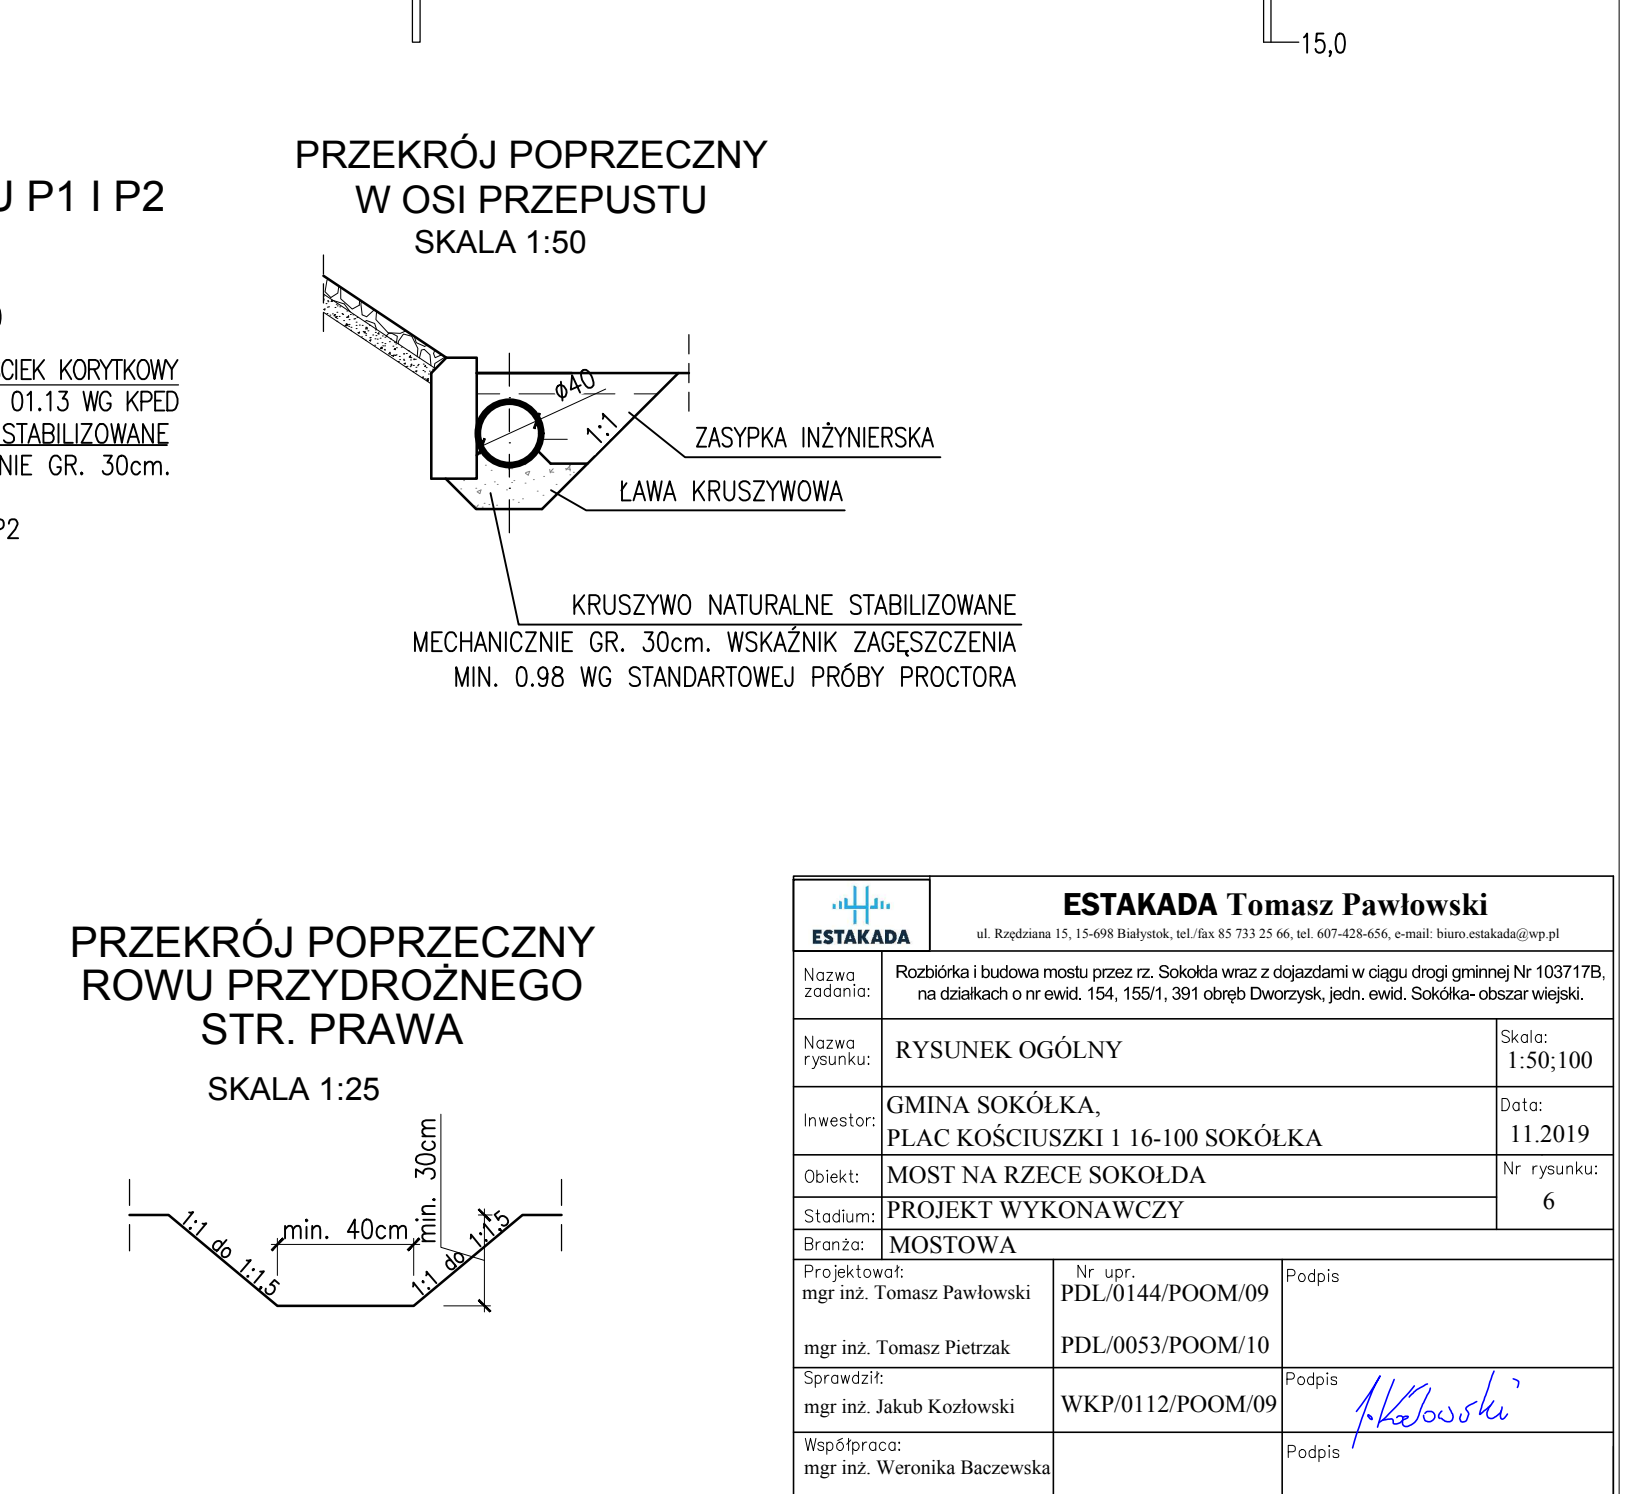 15,0
PRZEKRÓJ POPRZECZNY
W OSI PRZEPUSTU
SKALA 1:50
U P1 I P2
CIEK KORYTKOWY
01.13 WG KPED
STABILIZOWANE
NIE GR. 30cm.
P2
ø40
1:1
ZASYPKA INŻYNIERSKA
ŁAWA KRUSZYWOWA
KRUSZYWO NATURALNE STABILIZOWANE
MECHANICZNIE GR. 30cm. WSKAŹNIK ZAGĘSZCZENIA
MIN. 0.98 WG STANDARTOWEJ PRÓBY PROCTORA
PRZEKRÓJ POPRZECZNY
ROWU PRZYDROŻNEGO
STR. PRAWA
SKALA 1:25
1:1 do 1:1.5
min. 40cm
min. 30cm
1:1 do 1:1.5
ESTAKADA
ESTAKADA Tomasz Pawłowski
ul. Rzędziana 15, 15-698 Białystok, tel./fax 85 733 25 66, tel. 607-428-656, e-mail: biuro.estakada@wp.pl
Nazwa
zadania:
Rozbiórka i budowa mostu przez rz. Sokołda wraz z dojazdami w ciągu drogi gminnej Nr 103717B,
na działkach o nr ewid. 154, 155/1, 391 obręb Dworzysk, jedn. ewid. Sokółka- obszar wiejski.
Nazwa
rysunku:
RYSUNEK OGÓLNY
Skala:
1:50;100
Inwestor:
GMINA SOKÓŁKA,
PLAC KOŚCIUSZKI 1 16-100 SOKÓŁKA
Data:
11.2019
Obiekt:
MOST NA RZECE SOKOŁDA
Nr rysunku:
6
Stadium:
PROJEKT WYKONAWCZY
Branża:
MOSTOWA
Projektował:
mgr inż. Tomasz Pawłowski
Nr upr.
PDL/0144/POOM/09
Podpis
mgr inż. Tomasz Pietrzak
PDL/0053/POOM/10
Sprawdził:
mgr inż. Jakub Kozłowski
WKP/0112/POOM/09
Podpis
J. Kozłowski
Współpraca:
mgr inż. Weronika Baczewska
Podpis